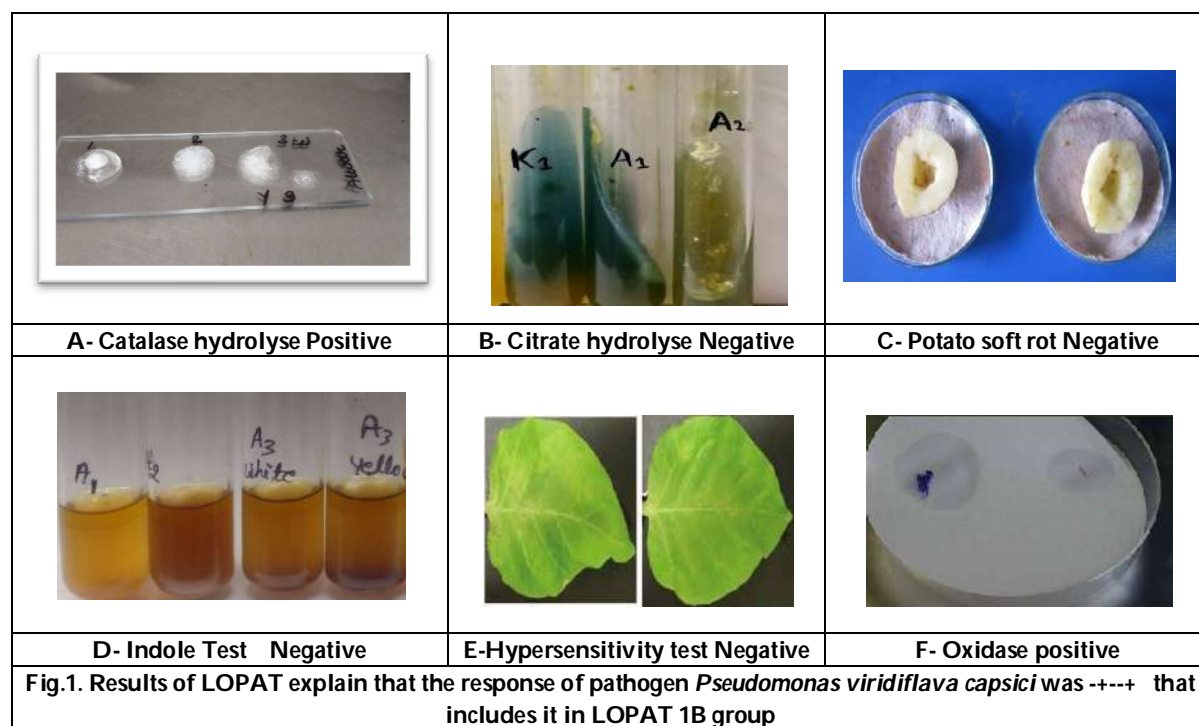 1
2
3
Y
K1
A1
A2
A- Catalase hydrolyse Positive
B- Citrate hydrolyse Negative
C- Potato soft rot Negative
A1
A3
White
A3
D- Indole Test Negative
E-Hypersensitivity test Negative
F- Oxidase positive
Fig.1. Results of LOPAT explain that the response of pathogen Pseudomonas viridiflava capsici was -+--+ that
includes it in LOPAT 1B group